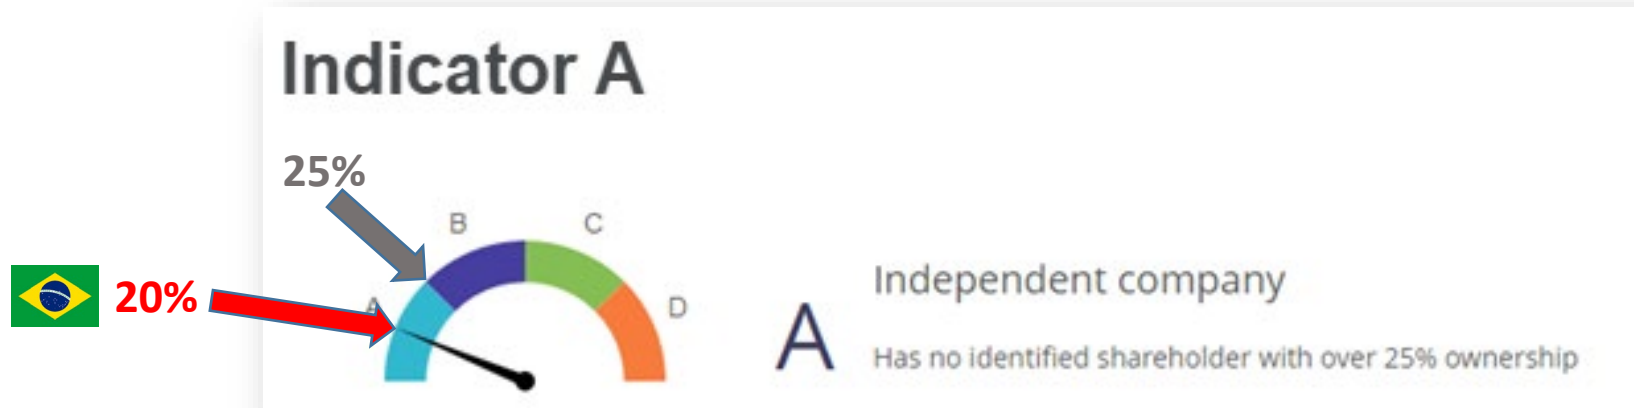 Indicator A
25%
B
C
20%
A
D
A
Independent company
Has no identified shareholder with over 25% ownership